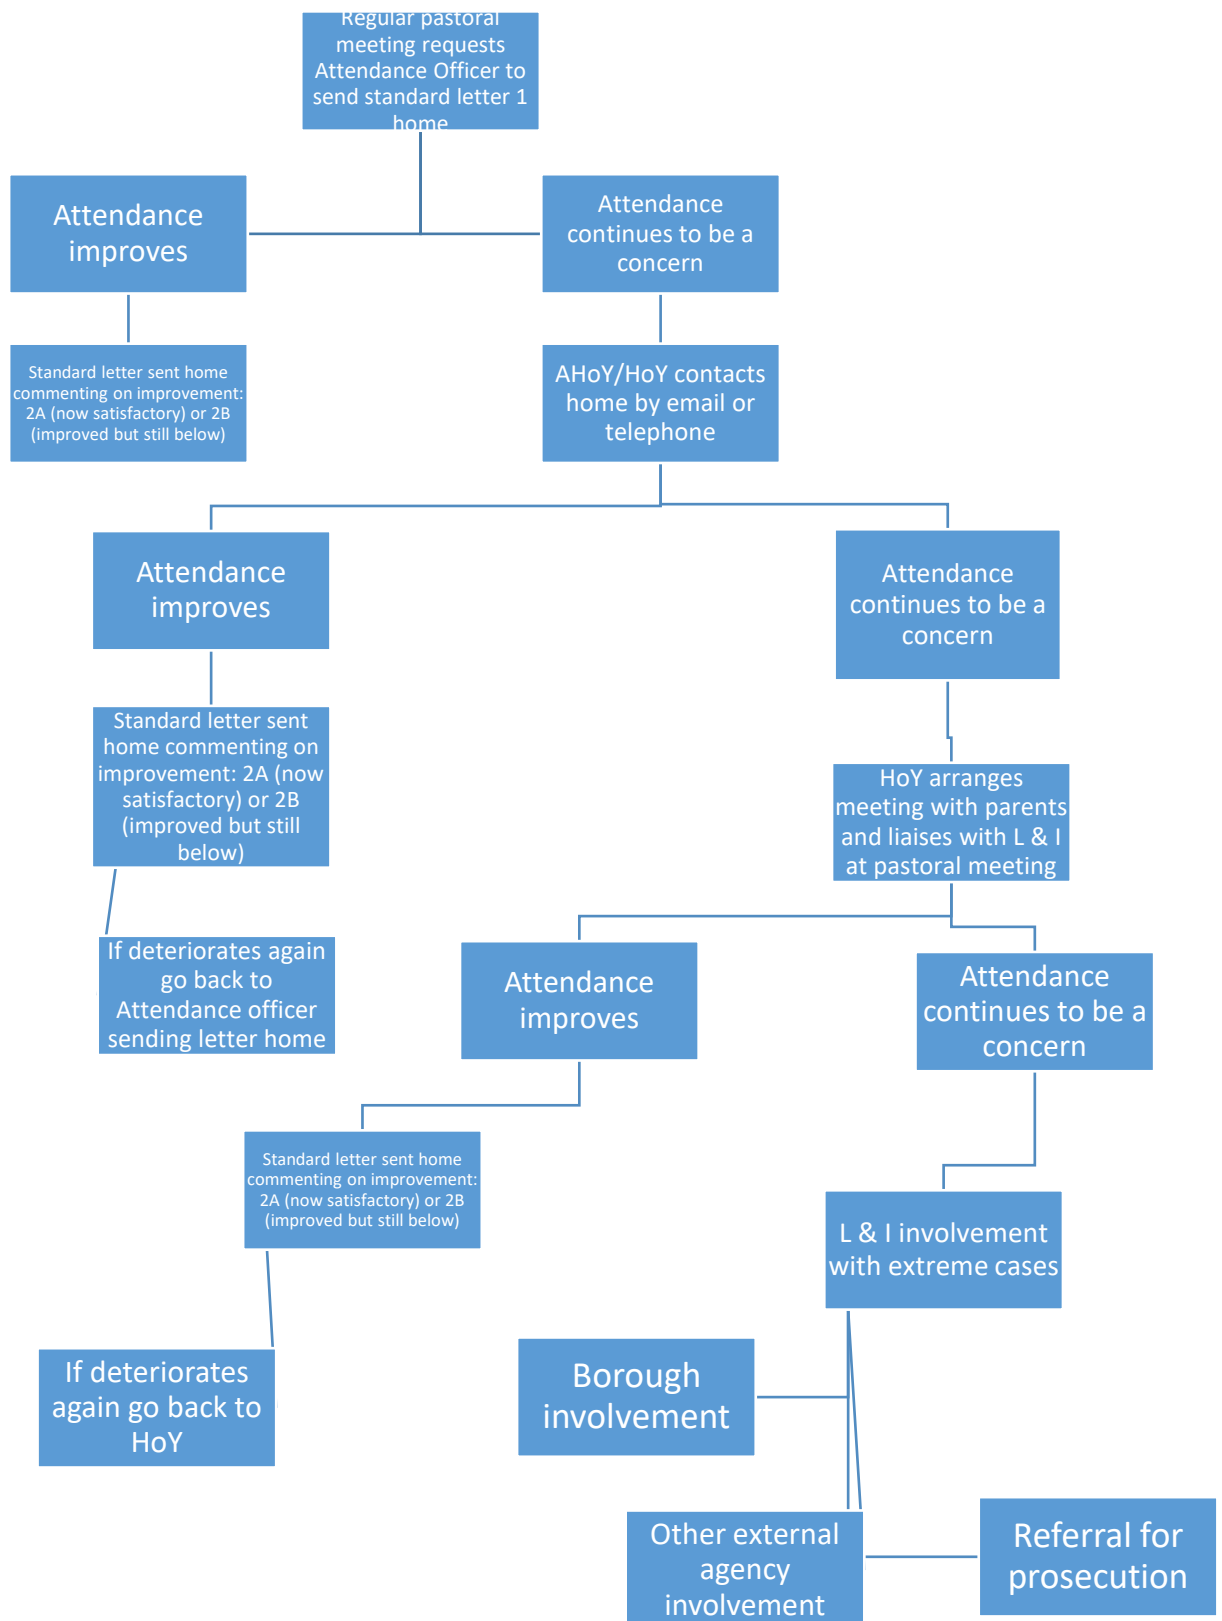 Regular pastoral
meeting requests
Attendance Officer to
send standard letter 1
home
Attendance
improves
Attendance
continues to be a
concern
Standard letter sent home
commenting on improvement:
2A (now satisfactory) or 2B
(improved but still below)
AHoY/HoY contacts
home by email or
telephone
Attendance
improves
Attendance
continues to be a
concern
Standard letter sent
home commenting on
improvement: 2A (now
satisfactory) or 2B
(improved but still
below)
HoY arranges
meeting with parents
and liaises with L & I
at pastoral meeting
If deteriorates again
go back to
Attendance officer
sending letter home
Attendance
improves
Attendance
continues to be a
concern
Standard letter sent home
commenting on improvement:
2A (now satisfactory) or 2B
(improved but still below)
L & I involvement
with extreme cases
If deteriorates
again go back to
HoY
Borough
involvement
Other external
agency
involvement
Referral for
prosecution